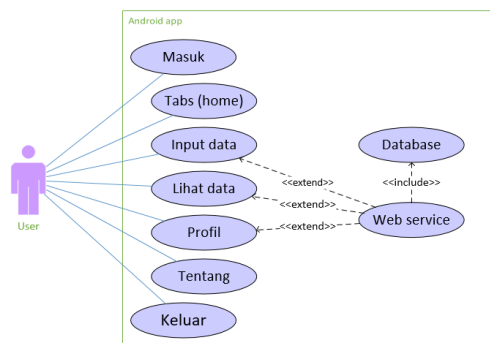 Android app
Masuk
Tabs (home)
Input data
Database
<<extend>>
<<include>>
Lihat data
<<extend>>
Web service
<<extend>>
User
Profil
Tentang
Keluar